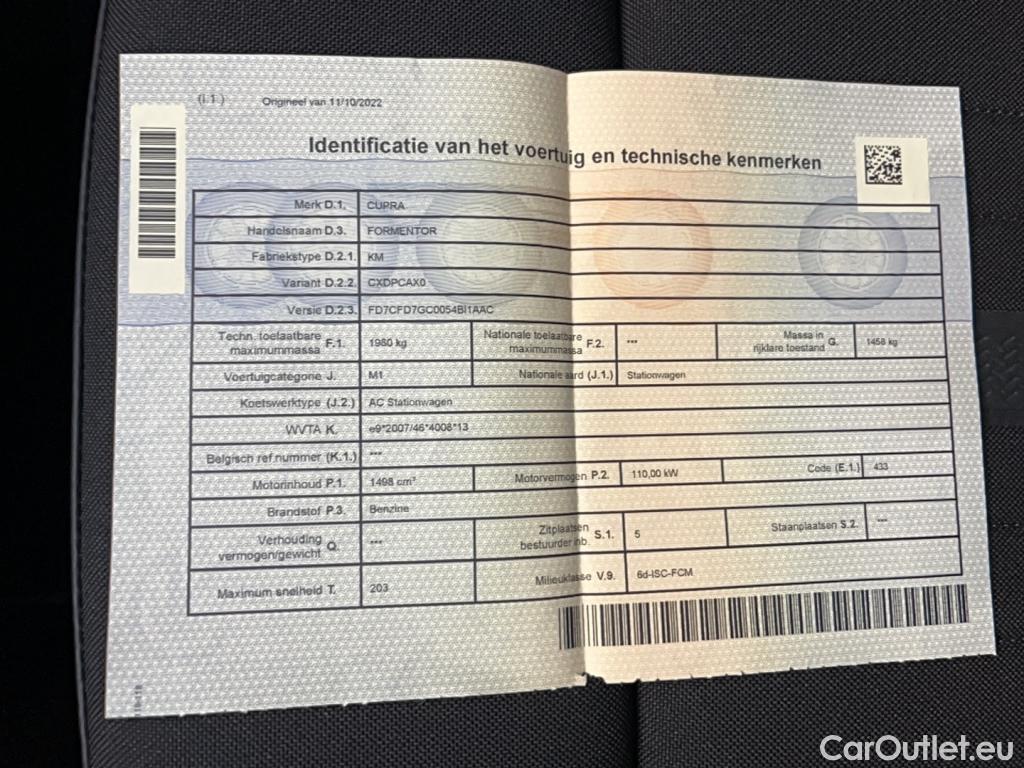 (I.1.) Origineel van 11/10/2022
Identificatie van het voertuig en technische kenmerken
Merk D.1. CUPRA
Handelsnaam D.3. FORMENTOR
Fabriekstype D.2.1. KM
Variant D.2.2. CXDPCAX0
Versie D.2.3. FD7CFD7GC0054BI1AAC
Techn. toelaatbare maximummassa F.1. 1980 kg Nationale toelaatbare maximummassa F.2. --- Massa in rijklare toestand G. 1458 kg
Voertuigcategorie J. M1 Nationale aard (J.1.) Stationwagen
Koetswerktype (J.2.) AC Stationwagen
WVTA K. e9*2007/46*4008*13
Belgisch ref.nummer (K.1.) ---
Motorinhoud P.1. 1498 cm³ Motorvermogen P.2. 110,00 kW Code (E.1.) 433
Brandstof P.3. Benzine
Verhouding vermogen/gewicht Q. --- Zitplaatsen bestuurder inb. S.1. 5 Staanplaatsen S.2. ---
Maximum snelheid T. 203 Milieuklasse V.9. 6d-ISC-FCM
CarOutlet.eu